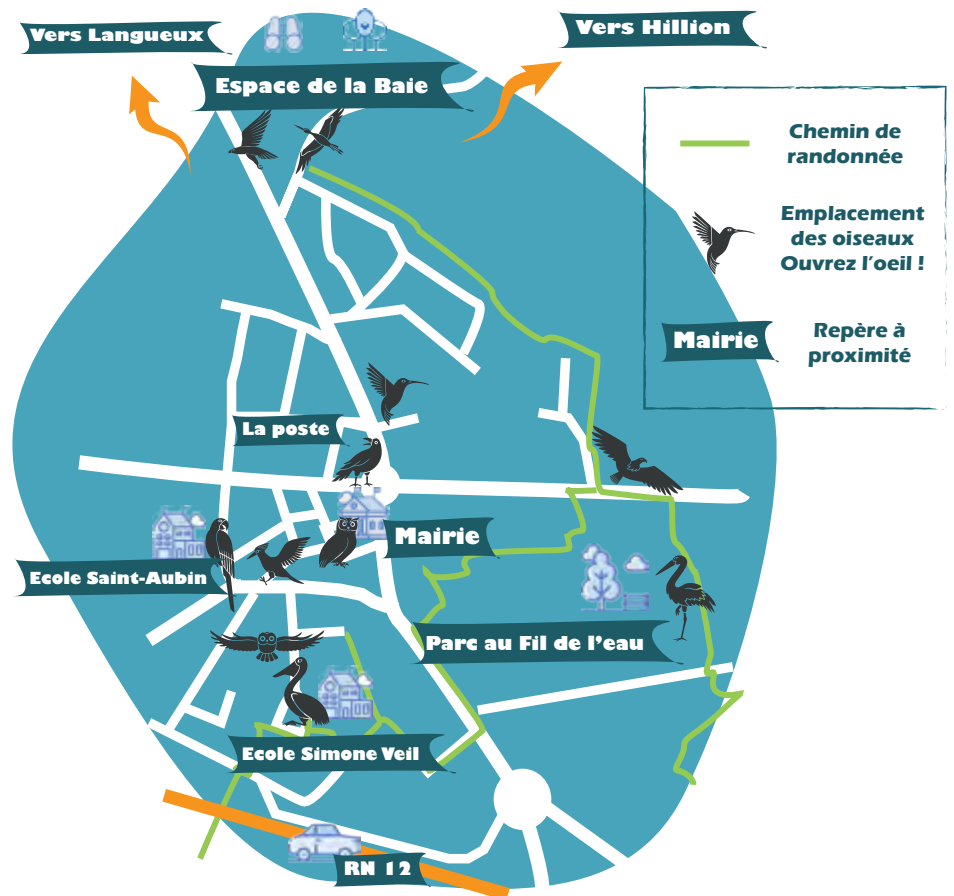 Vers Langueux
Vers Hillion
Espace de la Baie
Chemin de
randonnée
Emplacement
des oiseaux
Ouvrez l'oeil !
Mairie
Repère à
proximité
La poste
Mairie
Ecole Saint-Aubin
Parc au Fil de l'eau
Ecole Simone Veil
RN 12